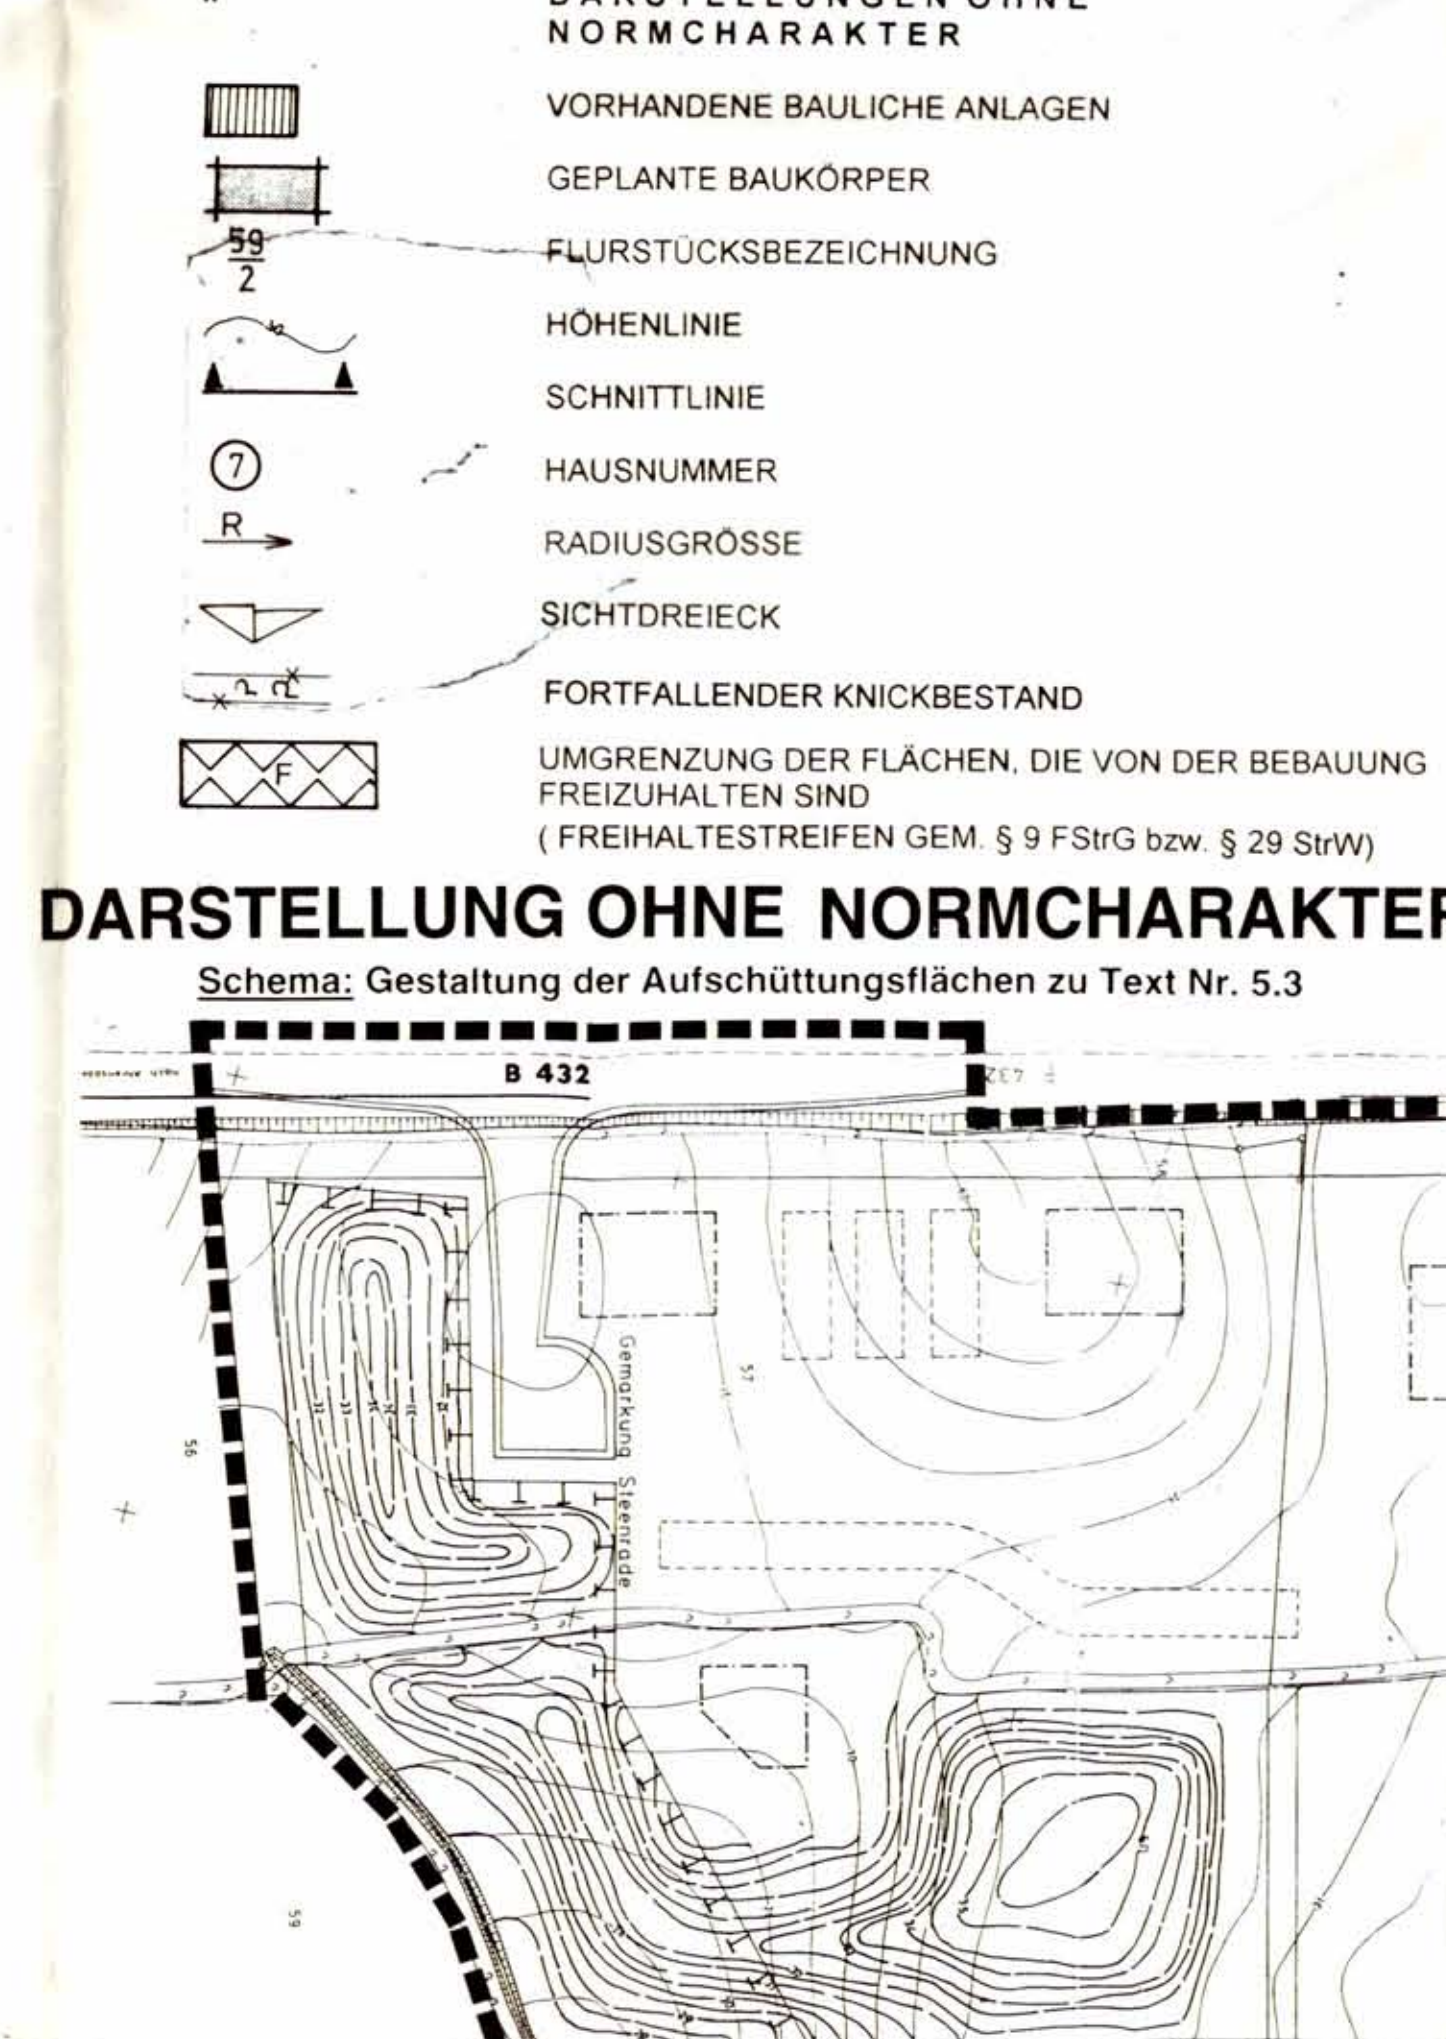 DARSTELLUNGEN OHNE
NORMCHARAKTER
VORHANDENE BAULICHE ANLAGEN
GEPLANTE BAUKÖRPER
59
2
FLURSTÜCKSBEZEICHNUNG
HÖHENLINIE
SCHNITTLINIE
7
HAUSNUMMER
R
RADIUSGRÖSSE
SICHTDREIECK
FORTFALLENDER KNICKBESTAND
F
UMGRENZUNG DER FLÄCHEN, DIE VON DER BEBAUUNG
FREIZUHALTEN SIND
( FREIHALTESTREIFEN GEM. § 9 FStrG bzw. § 29 StrW)
DARSTELLUNG OHNE NORMCHARAKTER
Schema: Gestaltung der Aufschüttungsflächen zu Text Nr. 5.3
B 432
Gemarkung Steenrade
57
56
59